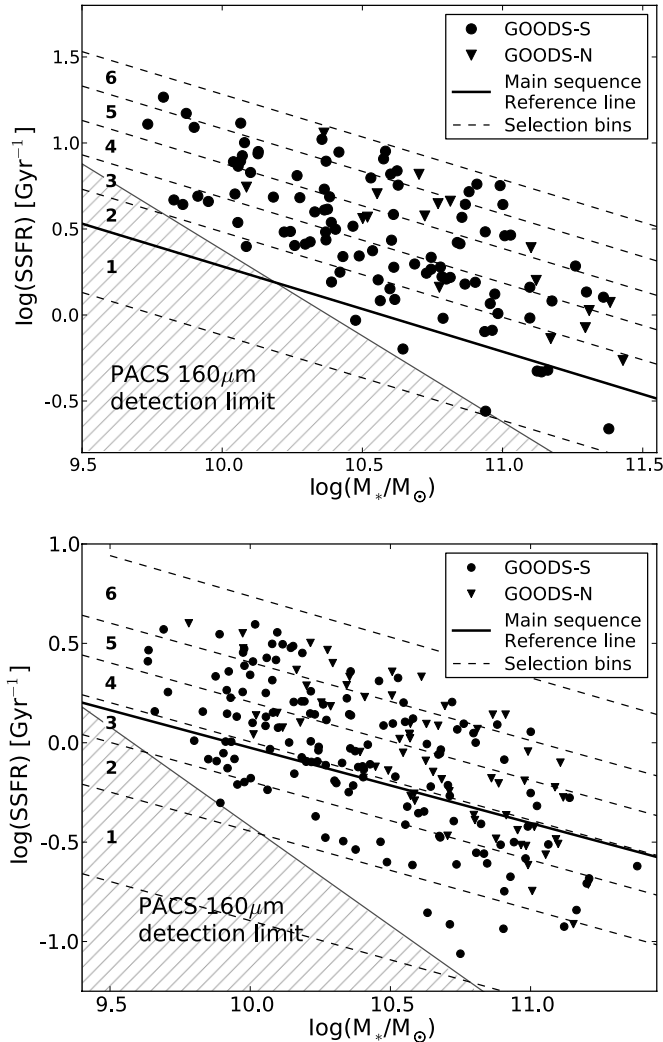 GOODS-S
GOODS-N
Main sequence
Reference line
Selection bins
1.5
1.0
0.5
0.0
-0.5
log(SSFR) [Gyr⁻¹]
6
5
4
3
2
1
PACS 160μm
detection limit
9.5 10.0 10.5 11.0 11.5
log(M*/M⊙)
GOODS-S
GOODS-N
Main sequence
Reference line
Selection bins
1.0
0.5
0.0
-0.5
-1.0
log(SSFR) [Gyr⁻¹]
6
5
4
3
2
1
PACS 160μm
detection limit
9.5 10.0 10.5 11.0
log(M*/M⊙)